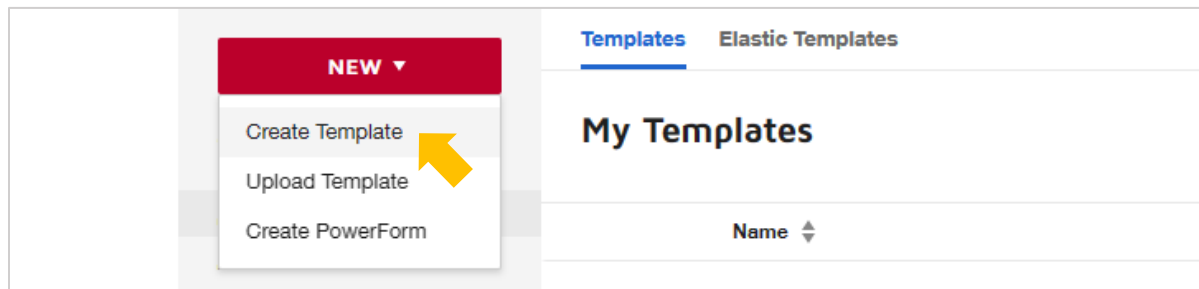 NEW
Create Template
Upload Template
Create PowerForm
Templates Elastic Templates
My Templates
Name